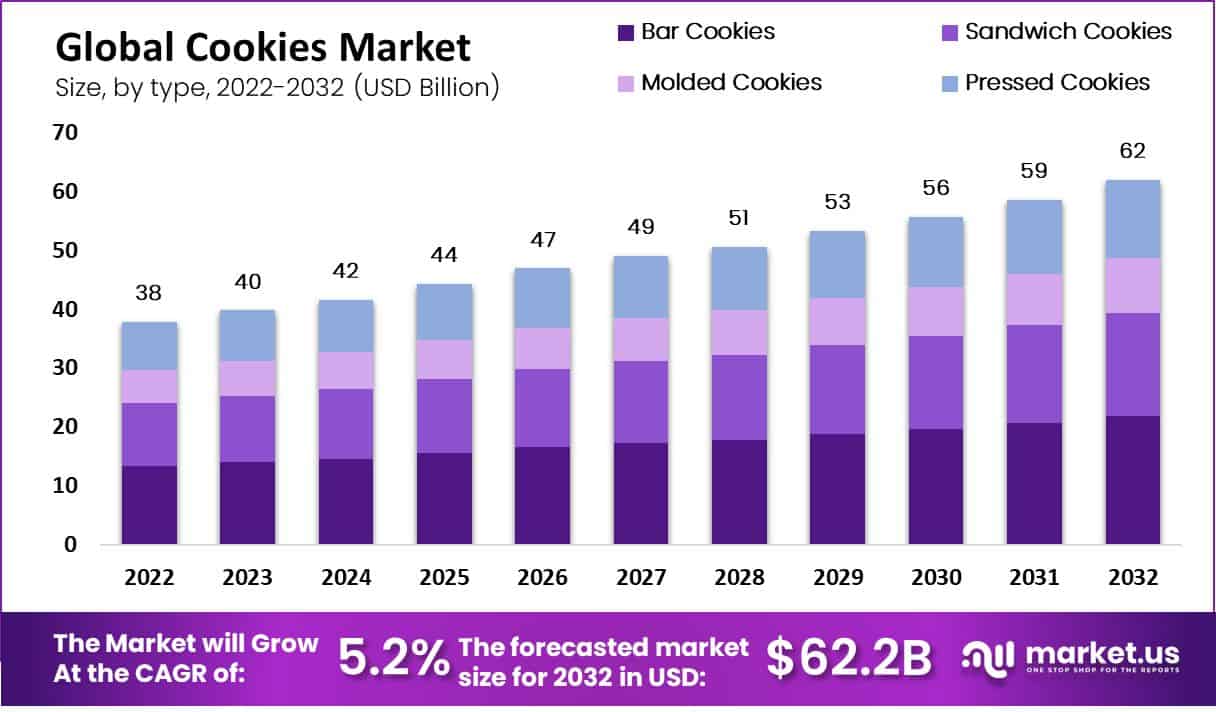 Global Cookies Market
Size, by type, 2022-2032 (USD Billion)
Bar Cookies
Sandwich Cookies
Molded Cookies
Pressed Cookies
70
60
50
40
30
20
10
0
38
40
42
44
47
49
51
53
56
59
62
2022
2023
2024
2025
2026
2027
2028
2029
2030
2031
2032
The Market will Grow
At the CAGR of:
5.2%
The forecasted market
size for 2032 in USD:
$62.2B
market.us
ONE STOP SHOP FOR THE REPORTS